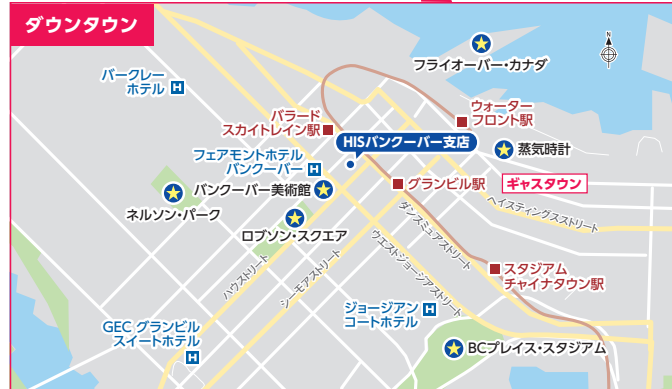 ダウンタウン
N
フライオーバー・カナダ
バークレー
ホテル
H
ウォーター
フロント駅
バラード
スカイトレイン駅
HISバンクーバー支店
蒸気時計
フェアモントホテル
バンクーバー
H
グランビル駅
ギャスタウン
バンクーバー美術館
ネルソン・パーク
ヘイスティングスストリート
ロブソン・スクエア
ダンスミュアストリート
ウエストジョージアストリート
ハウストリート
シーモアストリート
スタジアム
チャイナタウン駅
ジョージアン
コートホテル
H
GEC グランビル
スイートホテル
H
BCプレイス・スタジアム